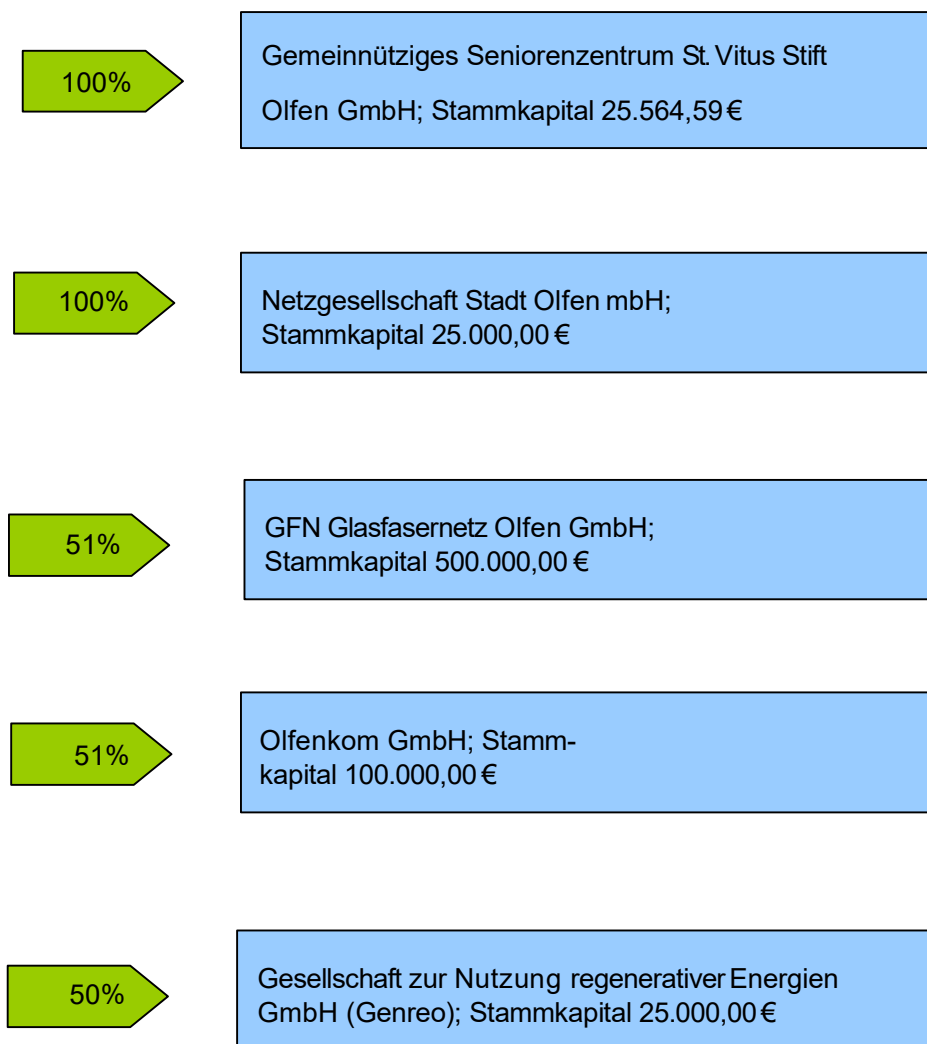 100%
Gemeinnütziges Seniorenzentrum St. Vitus Stift
Olfen GmbH; Stammkapital 25.564,59 €
100%
Netzgesellschaft Stadt Olfen mbH;
Stammkapital 25.000,00 €
51%
GFN Glasfasernetz Olfen GmbH;
Stammkapital 500.000,00 €
51%
Olfenkom GmbH; Stamm-
kapital 100.000,00 €
50%
Gesellschaft zur Nutzung regenerativer Energien
GmbH (Genreo); Stammkapital 25.000,00 €